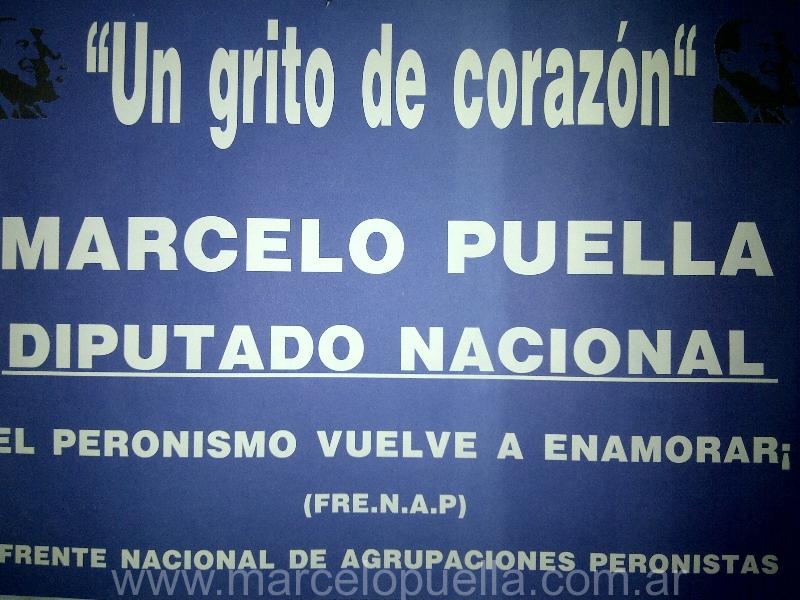 “Un grito de corazón“
MARCELO PUELLA
DIPUTADO NACIONAL
EL PERONISMO VUELVE A ENAMORAR¡
(FRE.N.A.P)
FRENTE NACIONAL DE AGRUPACIONES PERONISTAS
www.marcelopuella.com.ar